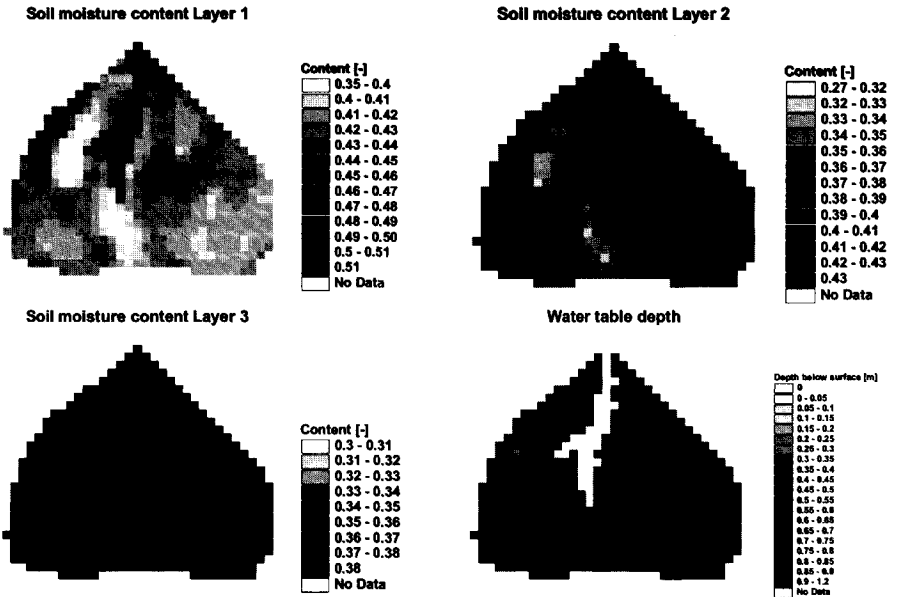 Soil moisture content Layer 1
Content [-]
0.35 - 0.4
0.4 - 0.41
0.41 - 0.42
0.42 - 0.43
0.43 - 0.44
0.44 - 0.45
0.45 - 0.46
0.46 - 0.47
0.47 - 0.48
0.48 - 0.49
0.49 - 0.50
0.5 - 0.51
0.51
No Data
Soil moisture content Layer 2
Content [-]
0.27 - 0.32
0.32 - 0.33
0.33 - 0.34
0.34 - 0.35
0.35 - 0.36
0.36 - 0.37
0.37 - 0.38
0.38 - 0.39
0.39 - 0.4
0.4 - 0.41
0.41 - 0.42
0.42 - 0.43
0.43
No Data
Soil moisture content Layer 3
Content [-]
0.3 - 0.31
0.31 - 0.32
0.32 - 0.33
0.33 - 0.34
0.34 - 0.35
0.35 - 0.36
0.36 - 0.37
0.37 - 0.38
0.38
No Data
Water table depth
Depth below surface [m]
0
0 - 0.05
0.05 - 0.1
0.1 - 0.15
0.15 - 0.2
0.2 - 0.25
0.25 - 0.3
0.3 - 0.35
0.35 - 0.4
0.4 - 0.45
0.45 - 0.5
0.5 - 0.55
0.55 - 0.6
0.6 - 0.65
0.65 - 0.7
0.7 - 0.75
0.75 - 0.8
0.8 - 0.85
0.85 - 0.9
0.9 - 1.2
No Data